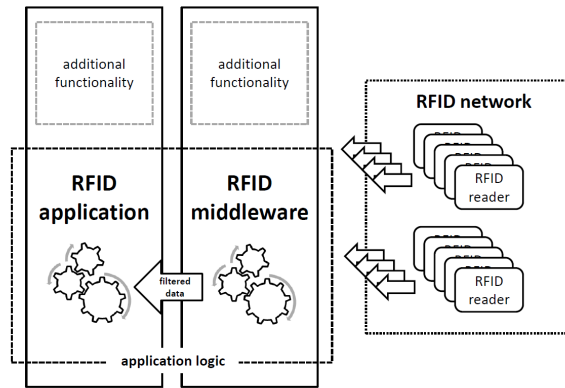 additional
functionality
additional
functionality
RFID network
RFID
application
RFID
middleware
RFID
reader
filtered
data
RFID
reader
application logic